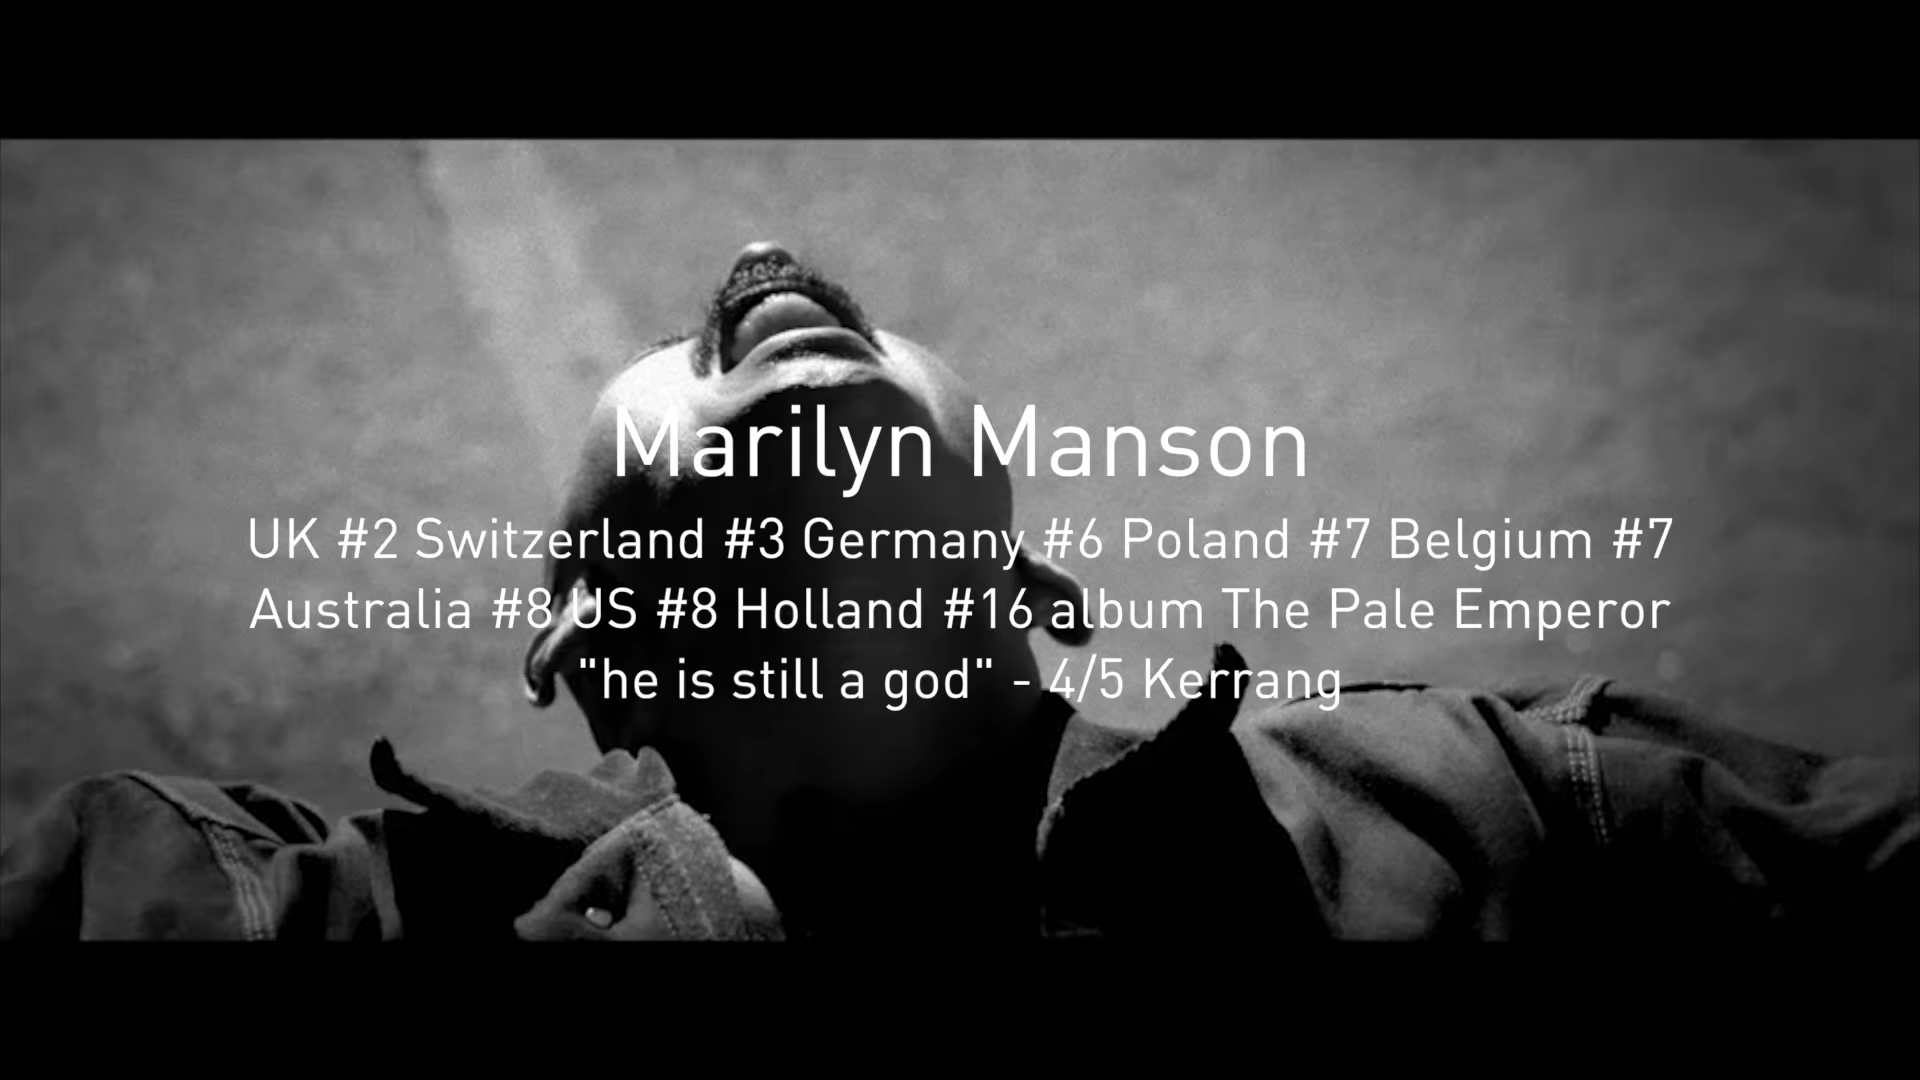 Marilyn Manson
UK #2 Switzerland #3 Germany #6 Poland #7 Belgium #7
Australia #8 US #8 Holland #16 album The Pale Emperor
"he is still a god" - 4/5 Kerrang